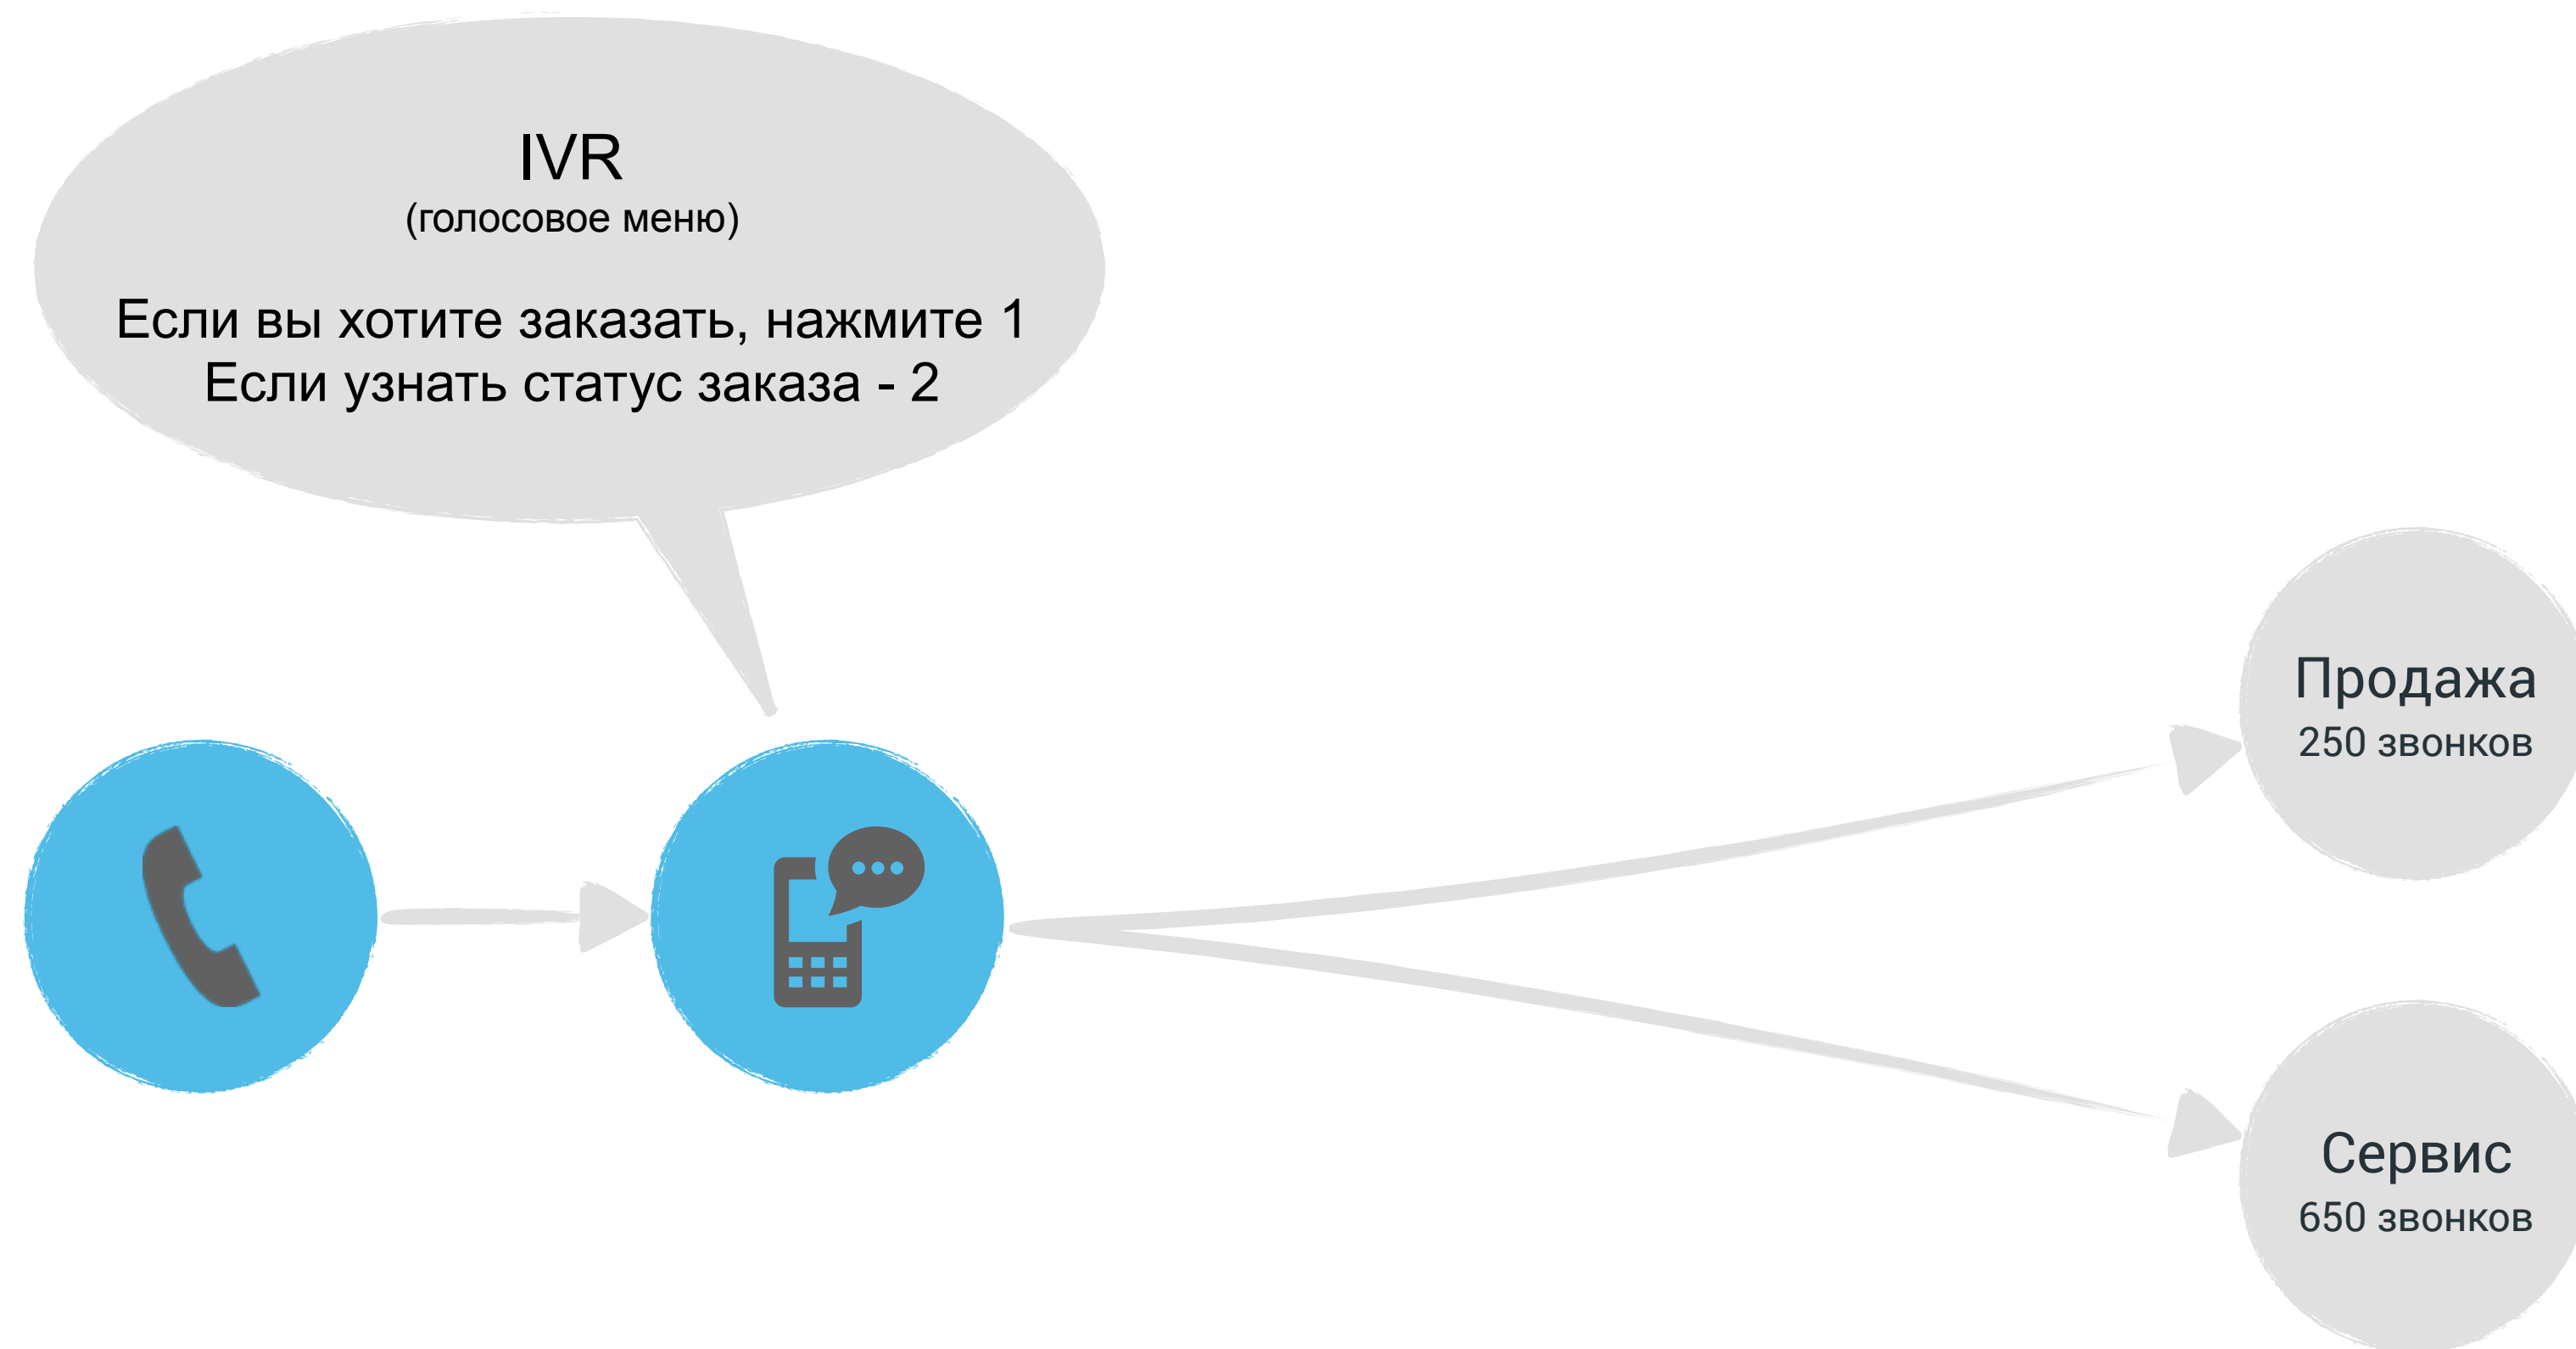 IVR
(голосовое меню)
Если вы хотите заказать, нажмите 1
Если узнать статус заказа - 2
Продажа
250 звонков
Сервис
650 звонков